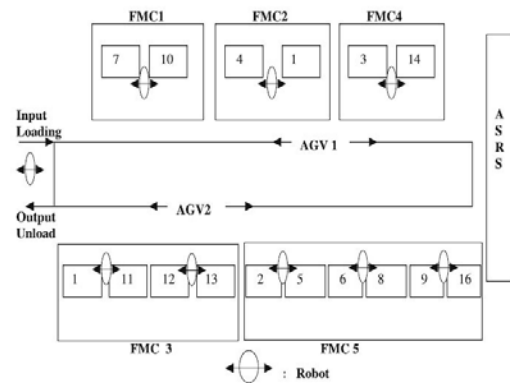 FMC1 FMC2 FMC4
7 10 4 1 3 14
Input
Loading
AGV 1
A
S
R
S
AGV2
Output
Unload
1 11 12 13 2 5 6 8 9 16
FMC 3 FMC 5
: Robot